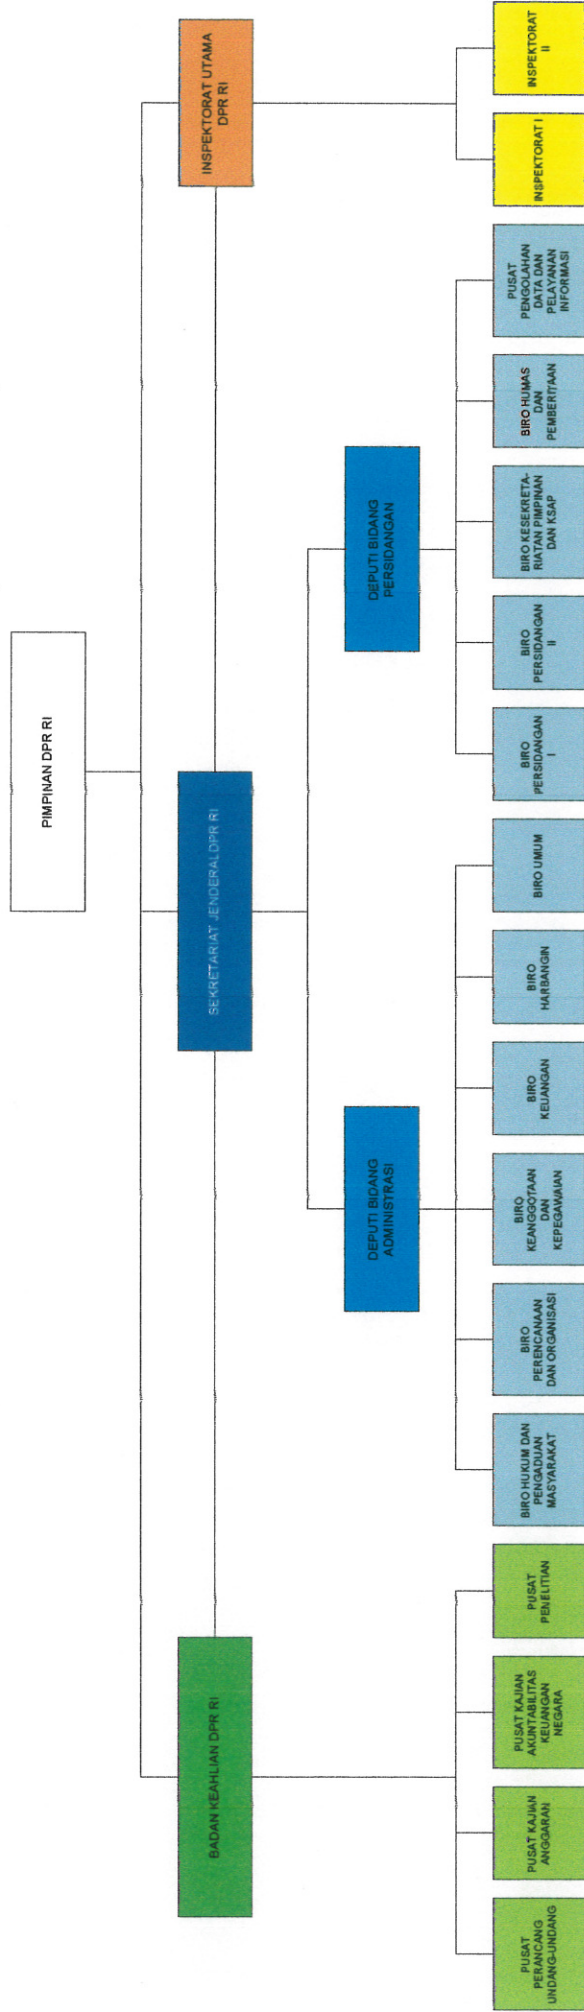 PIMPINAN DPR RI
BADAN KEAHLIAN DPR RI
SEKRETARIAT JENDERALDPR RI
INSPEKTORAT UTAMA
DPR RI
DEPUTI BIDANG
ADMINISTRASI
DEPUTI BIDANG
PERSIDANGAN
PUSAT
PERANCANG
UNDANG-UNDANG
PUSAT KAJIAN
ANGGARAN
PUSAT KAJIAN
AKUNTABILITAS
KEUANGAN
NEGARA
PUSAT
PENELITIAN
BIRO HUKUM DAN
PENGADUAN
MASYARAKAT
BIRO
PERENCANAAN
DAN ORGANISASI
BIRO
KEANGGOTAAN
DAN
KEPEGAWAIAN
BIRO
KEUANGAN
BIRO
HARBANGIN
BIRO UMUM
BIRO
PERSIDANGAN
I
BIRO
PERSIDANGAN
II
BIRO KESEKRETA-
RIATAN PIMPINAN
DAN KSAP
BIRO HUMAS
DAN
PEMBERITAAN
PUSAT
PENGOLAHAN
DATA DAN
PELAYANAN
INFORMASI
INSPEKTORAT I
INSPEKTORAT
II